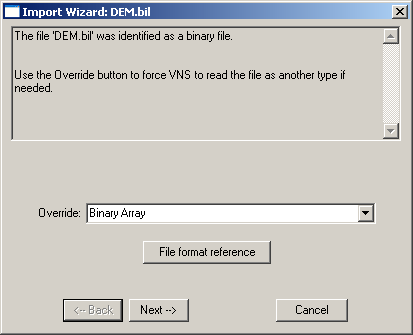 Import Wizard: DEM.bil
The file 'DEM.bil' was identified as a binary file.
Use the Override button to force VNS to read the file as another type if
needed.
Override: Binary Array
File format reference
<-- Back Next --> Cancel